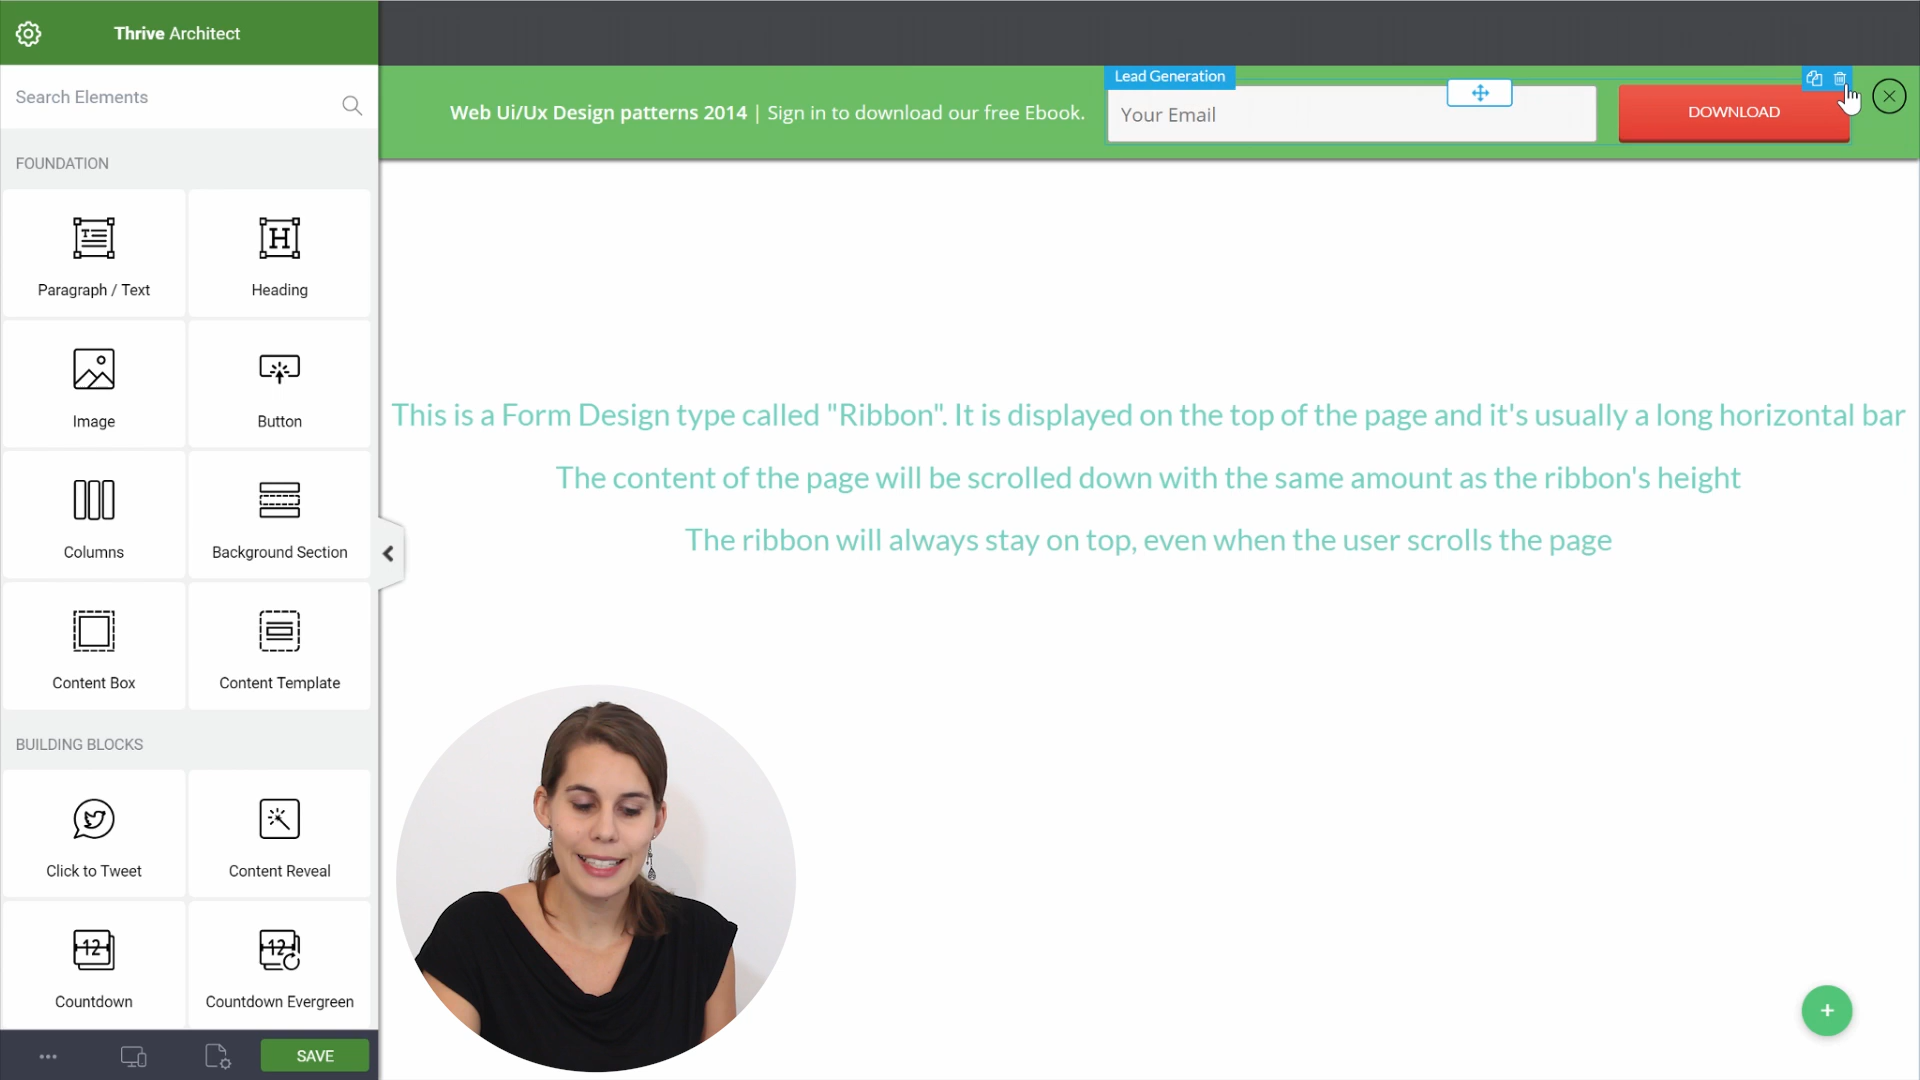 Thrive Architect
Search Elements
FOUNDATION
Paragraph / Text
Heading
Image
Button
Columns
Background Section
Content Box
Content Template
BUILDING BLOCKS
Click to Tweet
Content Reveal
12
Countdown
12
Countdown Evergreen
SAVE
Lead Generation
Web Ui/Ux Design patterns 2014 | Sign in to download our free Ebook.
Your Email
DOWNLOAD
This is a Form Design type called "Ribbon". It is displayed on the top of the page and it's usually a long horizontal bar
The content of the page will be scrolled down with the same amount as the ribbon's height
The ribbon will always stay on top, even when the user scrolls the page